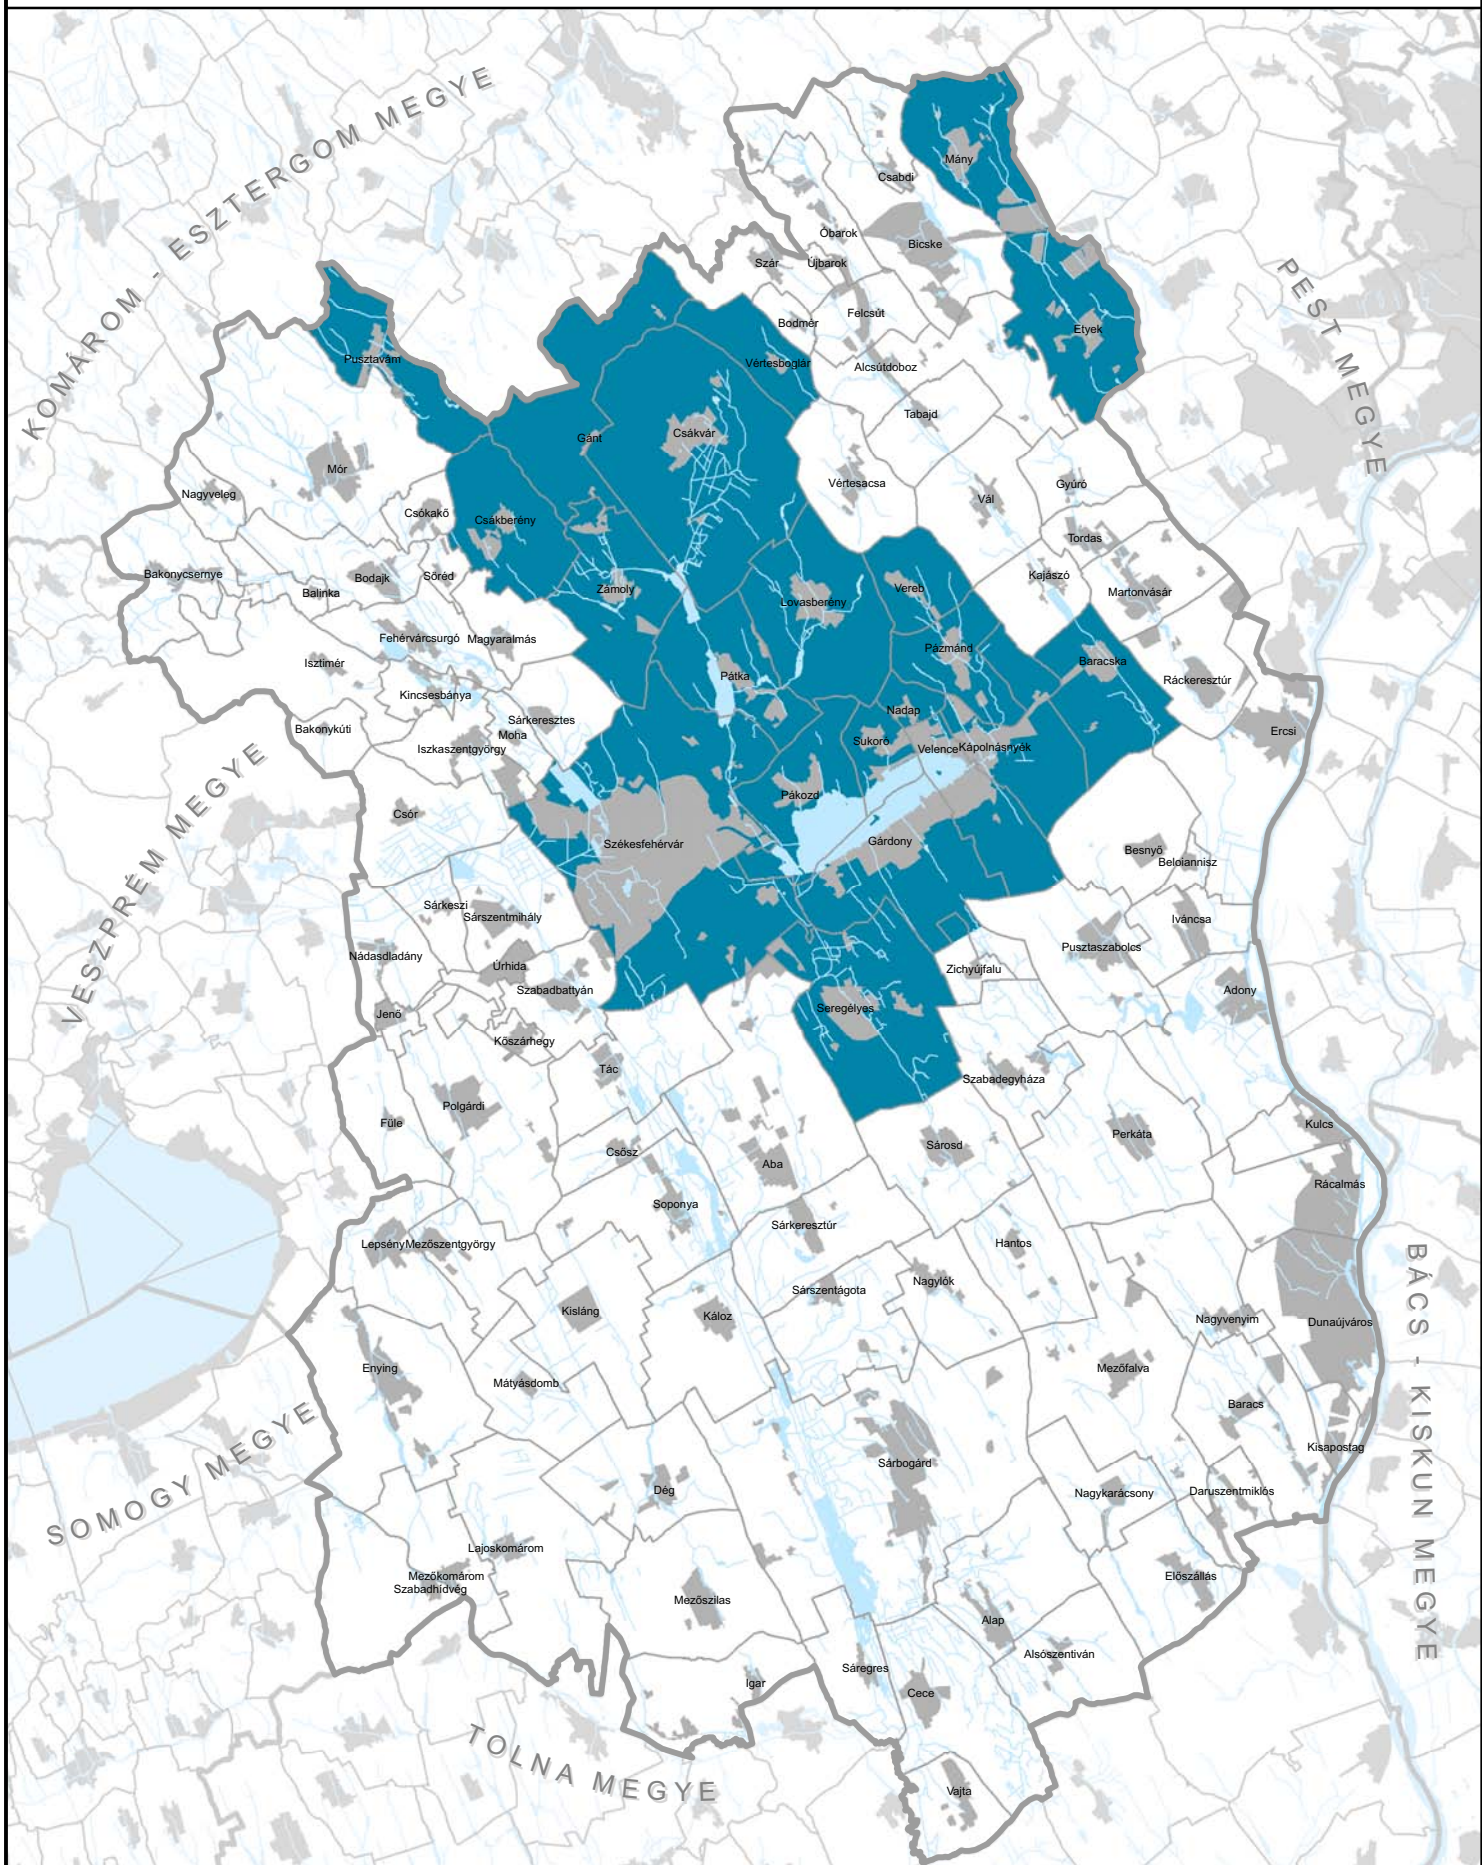 KOMÁROM - ESZTERGOM MEGYE
Mány
Csabdi
Óbarok
Bicske
Szár
Újbarok
PEST MEGYE
Felcsút
Bodmér
Etyek
Pusztavám
Vértesboglár
Alcsútdoboz
Tabajd
Gánt
Csákvár
Mór
Vértesacsa
Gyúró
Nagyveleg
Vál
Csókakő
Csákberény
Tordas
Bakonycsernye
Bodajk
Söréd
Kajászó
Balinka
Zámoly
Lovasberény
Vereb
Martonvásár
Fehérvárcsurgó
Magyaralmás
Pázmánd
Isztimér
Baracska
Pátka
Ráckeresztúr
Kincsesbánya
Nadap
Sárkeresztes
Bakonykúti
Moha
Ercsi
Sukoró
Iszkaszentgyörgy
Velence
Kápolnásnyék
VESZPRÉM MEGYE
Pákozd
Csór
Székesfehérvár
Gárdony
Besnyő
Beloiannisz
Sárkeszi
Sárszentmihály
Iváncsa
Pusztaszabolcs
Nádasdladány
Úrhida
Zichyújfalu
Szabadbattyán
Adony
Seregélyes
Jenő
Kőszárhegy
Tác
Szabadegyháza
Polgárdi
Füle
Kulcs
Perkáta
Sárosd
Csősz
Aba
Rácalmás
Soponya
Sárkeresztúr
Lepsény
Mezőszentgyörgy
Hantos
Nagylók
Sárszentágota
Kisláng
Káloz
Nagyvenyim
Dunaújváros
BÁCS - KISKUN MEGYE
Enying
Mezőfalva
Mátyásdomb
Baracs
SOMOGY MEGYE
Kisapostag
Sárbogárd
Dég
Nagykarácsony
Daruszentmiklós
Lajoskomárom
Mezőkomárom
Szabadhídvég
Előszállás
Mezőszilas
Alap
Alsószentiván
Sáregres
Igar
Cece
TOLNA MEGYE
Vajta